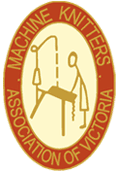 MACHINE KNITTERS
ASSOCIATION OF VICTORIA